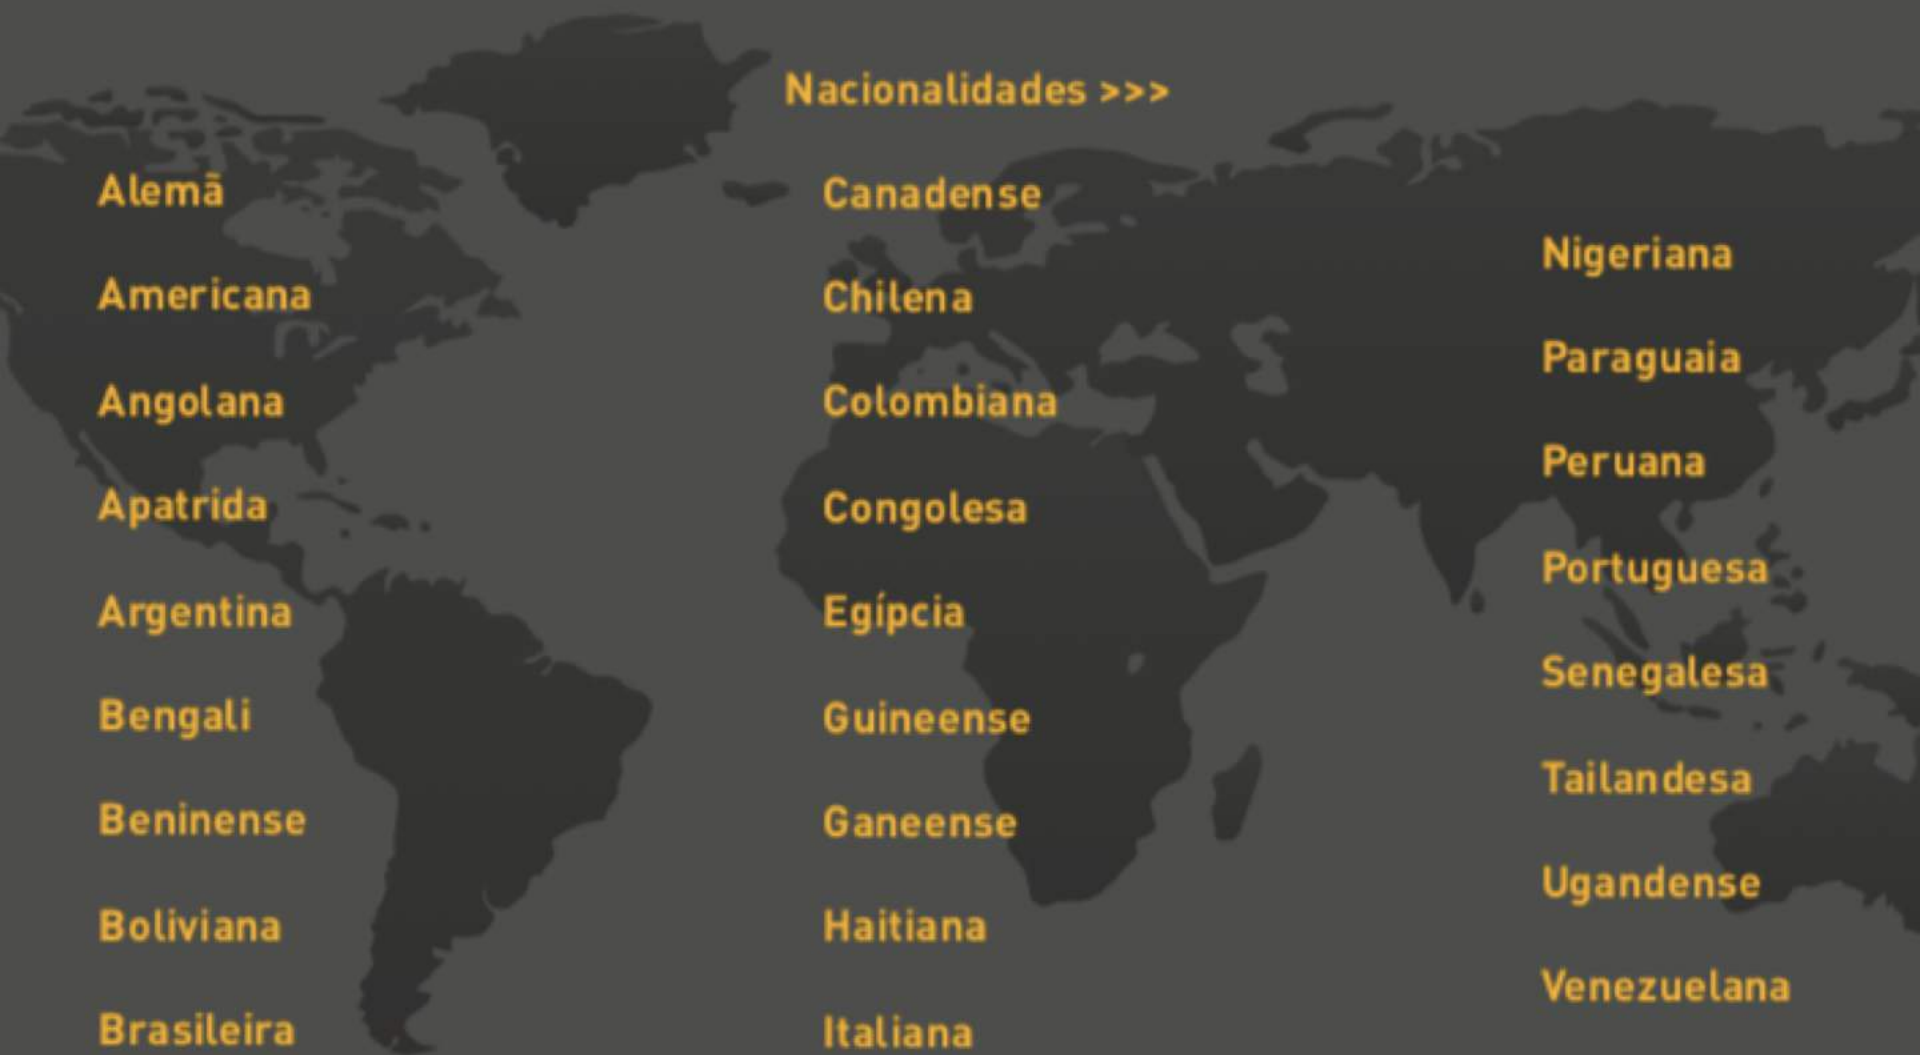 Nacionalidades >>>
Alemã
Americana
Angolana
Apatrida
Argentina
Bengali
Beninense
Boliviana
Brasileira
Canadense
Chilena
Colombiana
Congolesa
Egípcia
Guineense
Ganeense
Haitiana
Italiana
Nigeriana
Paraguaia
Peruana
Portuguesa
Senegalesa
Tailandesa
Ugandense
Venezuelana